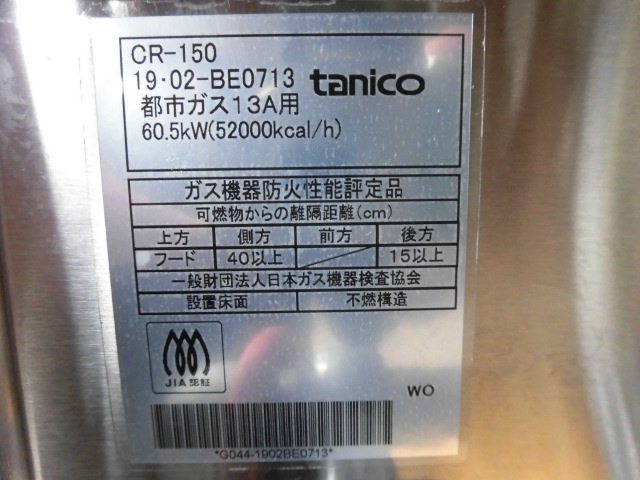 CR-150
19・02-BE0713 tanico
都市ガス13A用
60.5kW(52000kcal/h)
ガス機器防火性能評定品
可燃物からの離隔距離(cm)
上方 側方 前方 後方
フード 40以上 15以上
一般財団法人日本ガス機器検査協会
設置床面 不燃構造
JIA認証
WO
*G044-1902BE0713*